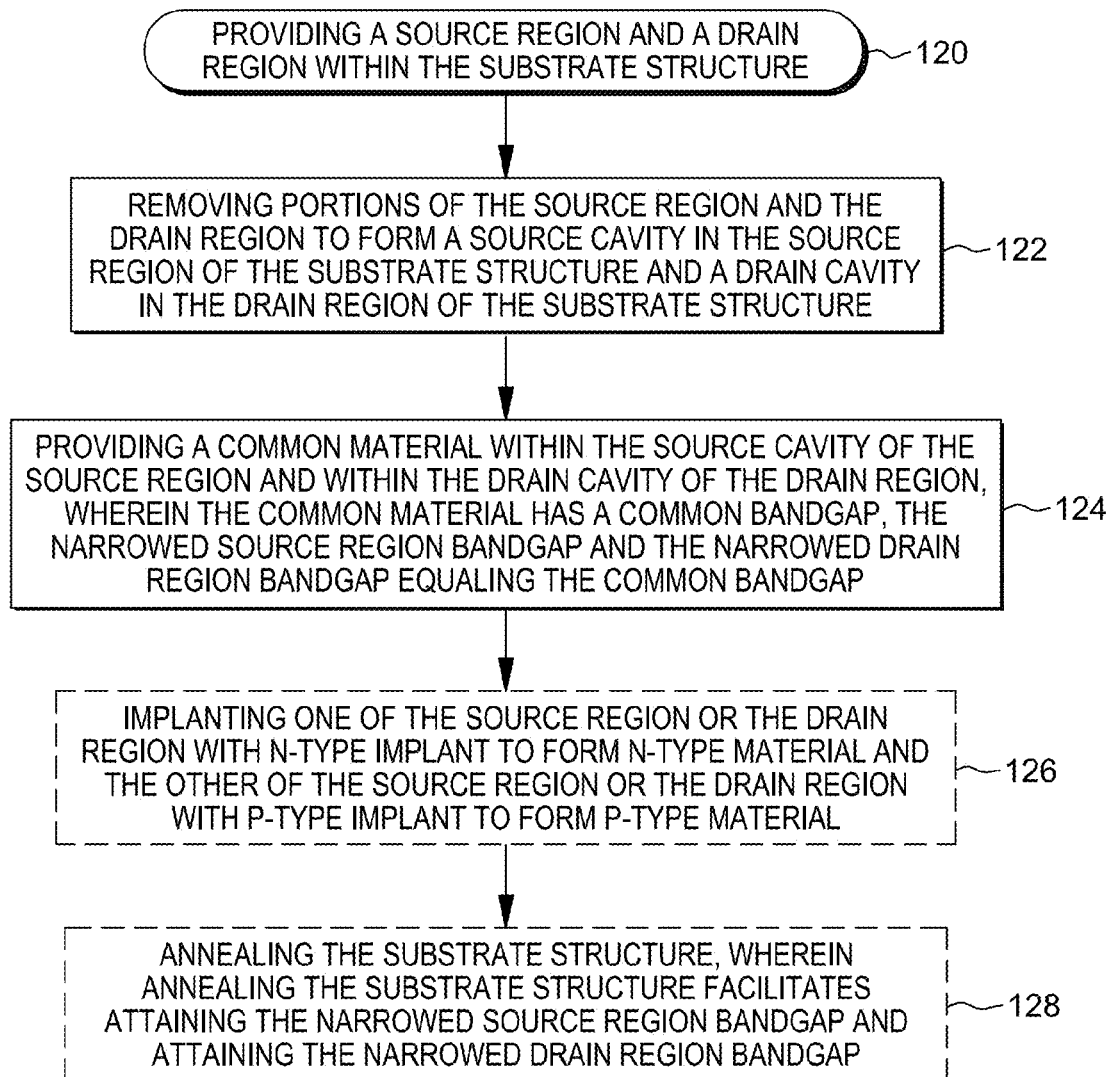 PROVIDING A SOURCE REGION AND A DRAIN
REGION WITHIN THE SUBSTRATE STRUCTURE
120
REMOVING PORTIONS OF THE SOURCE REGION AND THE
DRAIN REGION TO FORM A SOURCE CAVITY IN THE SOURCE
REGION OF THE SUBSTRATE STRUCTURE AND A DRAIN CAVITY
IN THE DRAIN REGION OF THE SUBSTRATE STRUCTURE
122
PROVIDING A COMMON MATERIAL WITHIN THE SOURCE CAVITY OF THE
SOURCE REGION AND WITHIN THE DRAIN CAVITY OF THE DRAIN REGION,
WHEREIN THE COMMON MATERIAL HAS A COMMON BANDGAP, THE
NARROWED SOURCE REGION BANDGAP AND THE NARROWED DRAIN
REGION BANDGAP EQUALING THE COMMON BANDGAP
124
IMPLANTING ONE OF THE SOURCE REGION OR THE DRAIN
REGION WITH N-TYPE IMPLANT TO FORM N-TYPE MATERIAL AND
THE OTHER OF THE SOURCE REGION OR THE DRAIN REGION
WITH P-TYPE IMPLANT TO FORM P-TYPE MATERIAL
126
ANNEALING THE SUBSTRATE STRUCTURE, WHEREIN
ANNEALING THE SUBSTRATE STRUCTURE FACILITATES
ATTAINING THE NARROWED SOURCE REGION BANDGAP AND
ATTAINING THE NARROWED DRAIN REGION BANDGAP
128